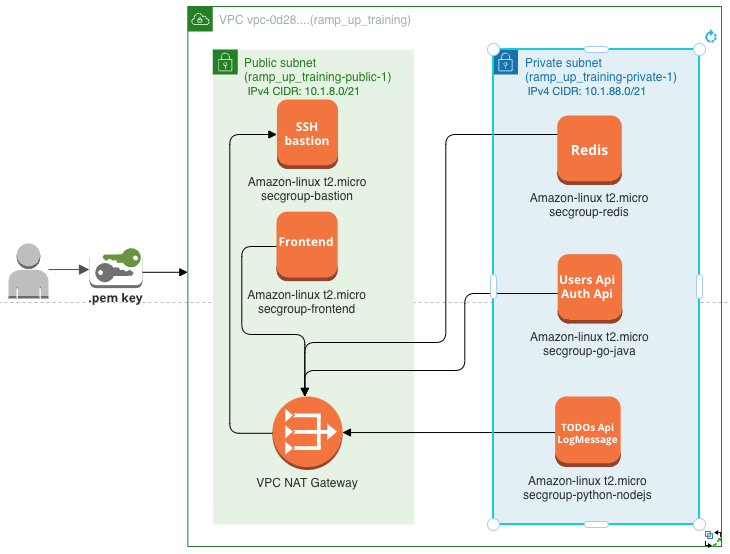 VPC vpc-0d28....(ramp_up_training)
Public subnet
(ramp_up_training-public-1)
IPv4 CIDR: 10.1.8.0/21
SSH
bastion
Amazon-linux t2.micro
secgroup-bastion
Frontend
Amazon-linux t2.micro
secgroup-frontend
VPC NAT Gateway
Private subnet
(ramp_up_training-private-1)
IPv4 CIDR: 10.1.88.0/21
Redis
Amazon-linux t2.micro
secgroup-redis
Users Api
Auth Api
Amazon-linux t2.micro
secgroup-go-java
TODOs Api
LogMessage
Amazon-linux t2.micro
secgroup-python-nodejs
.pem key